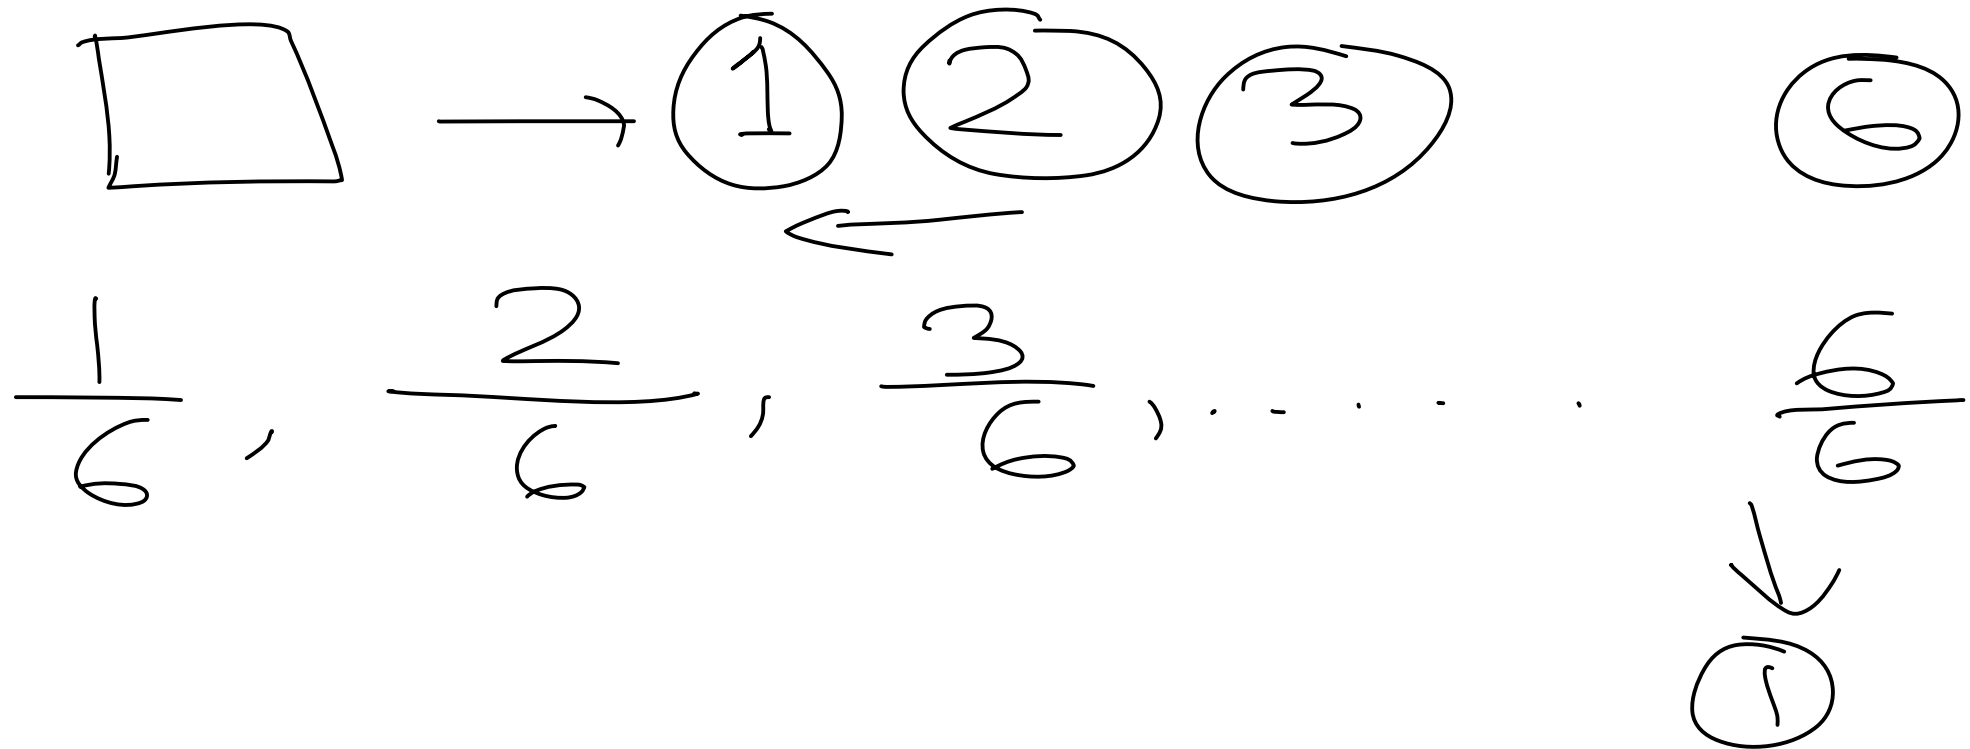 1 2 3 6
1/6 , 2/6 , 3/6 , . - . - . 6/6
1